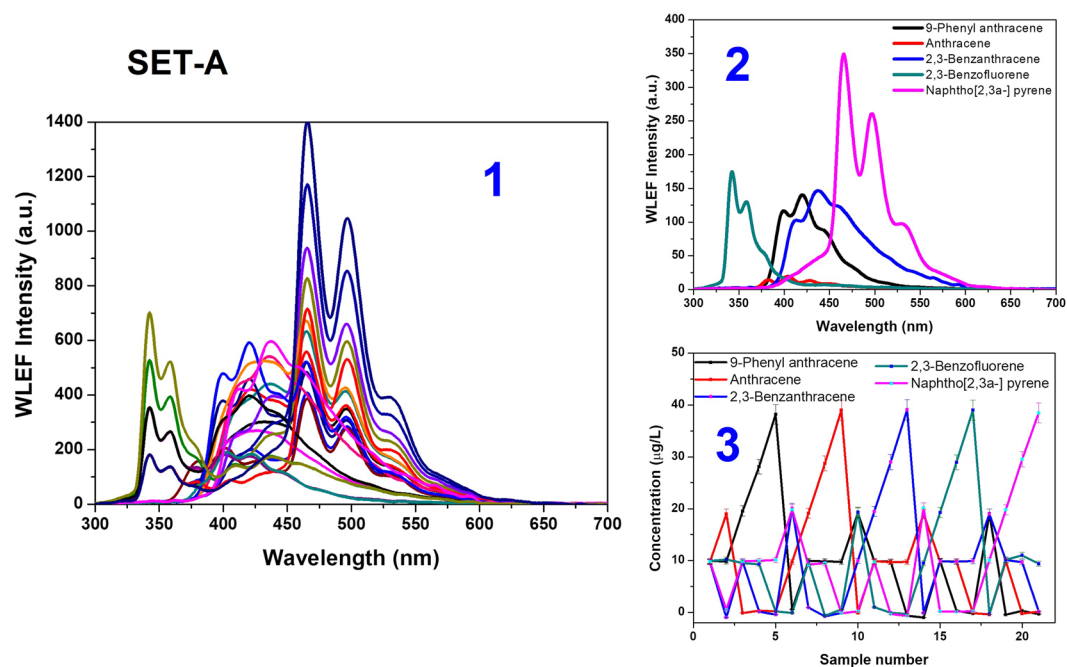 SET-A
1
WLEF Intensity (a.u.)
1400
1200
1000
800
600
400
200
0
300 350 400 450 500 550 600 650 700
Wavelength (nm)
2
9-Phenyl anthracene
Anthracene
2,3-Benzanthracene
2,3-Benzofluorene
Naphtho[2,3a-] pyrene
WLEF Intensity (a.u.)
400
350
300
250
200
150
100
50
0
300 350 400 450 500 550 600 650 700
Wavelength (nm)
3
9-Phenyl anthracene
Anthracene
2,3-Benzanthracene
2,3-Benzofluorene
Naphtho[2,3a-] pyrene
Concentration (µg/L)
50
40
30
20
10
0
0 5 10 15 20
Sample number